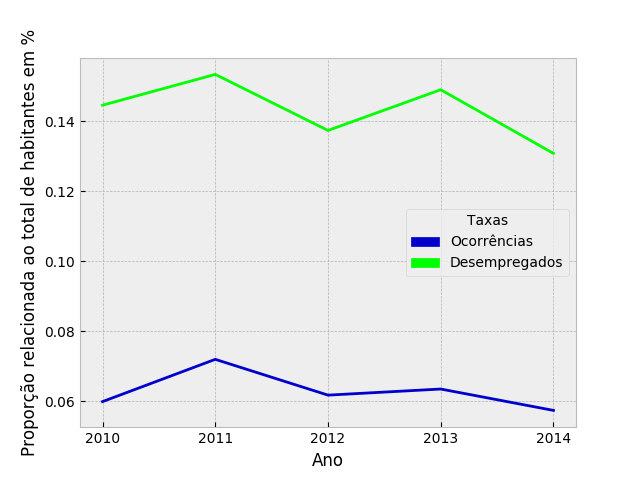 Proporção relacionada ao total de habitantes em %
0.14
0.12
0.10
0.08
0.06
Taxas
Ocorrências
Desempregados
2010 2011 2012 2013 2014
Ano